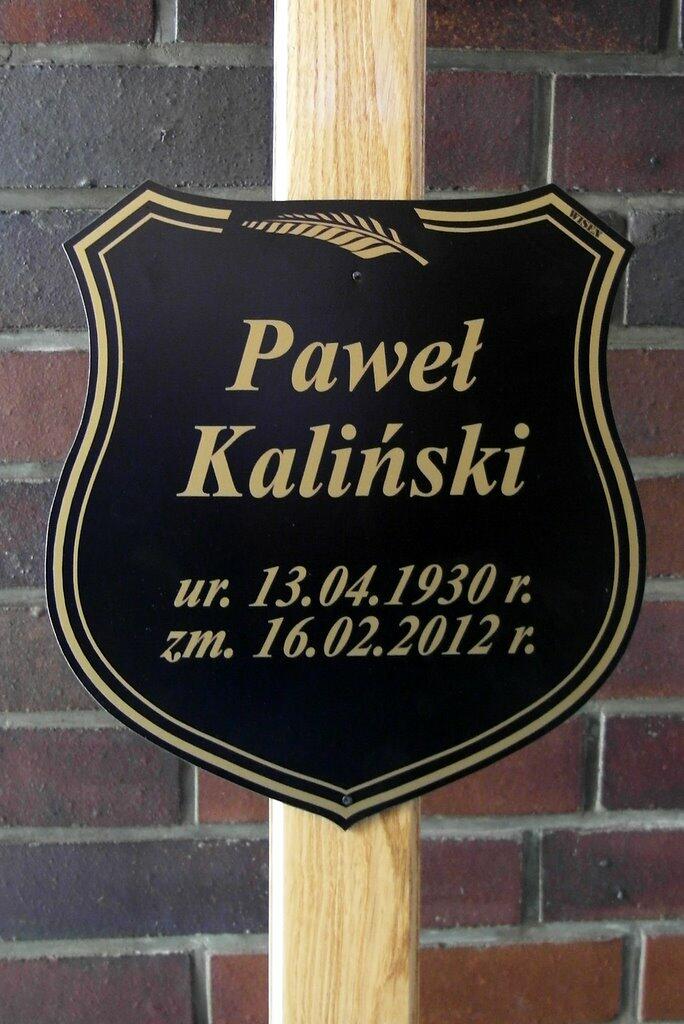 Paweł
Kaliński
ur. 13.04.1930 r.
zm. 16.02.2012 r.